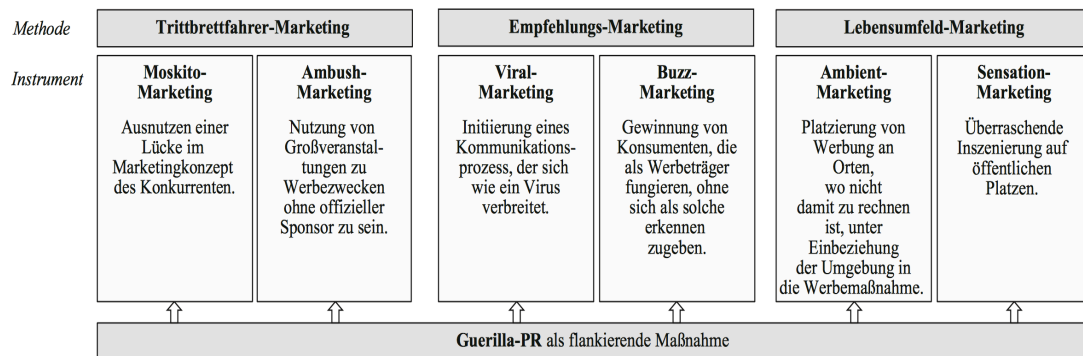 Methode
Trittbrettfahrer-Marketing
Empfehlungs-Marketing
Lebensumfeld-Marketing
Instrument
Moskito-
Marketing
Ausnutzen einer
Lücke im
Marketingkonzept
des Konkurrenten.
Ambush-
Marketing
Nutzung von
Großveranstal-
tungen zu
Werbezwecken
ohne offizieller
Sponsor zu sein.
Viral-
Marketing
Initiierung eines
Kommunikations-
prozess, der sich
wie ein Virus
verbreitet.
Buzz-
Marketing
Gewinnung von
Konsumenten, die
als Werbeträger
fungieren, ohne
sich als solche
erkennen
zugeben.
Ambient-
Marketing
Platzierung von
Werbung an
Orten,
wo nicht
damit zu rechnen
ist, unter
Einbeziehung
der Umgebung in
die Werbemaßnahme.
Sensation-
Marketing
Überraschende
Inszenierung auf
öffentlichen
Platzen.
Guerilla-PR als flankierende Maßnahme